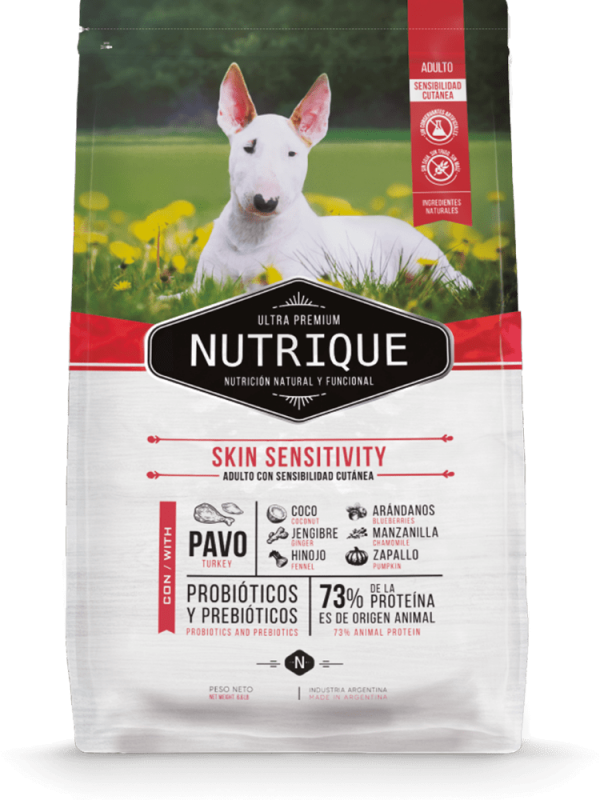 ADULTO
SENSIBILIDAD
CUTÁNEA
INGREDIENTES
NATURALES
ULTRA PREMIUM
NUTRIQUE
NUTRICIÓN NATURAL Y FUNCIONAL
SKIN SENSITIVITY
ADULTO CON SENSIBILIDAD CUTÁNEA
CON / WITH
PAVO
TURKEY
COCO
COCONUT
JENGIBRE
GINGER
HINOJO
FENNEL
ARÁNDANOS
BLUEBERRIES
MANZANILLA
CHAMOMILE
ZAPALLO
PUMPKIN
PROBIÓTICOS
Y PREBIÓTICOS
PROBIOTICS AND PREBIOTICS
73% DE LA PROTEÍNA
ES DE ORIGEN ANIMAL
73% ANIMAL PROTEIN
N
PESO NETO
NET WEIGHT
INDUSTRIA ARGENTINA
MADE IN ARGENTINA